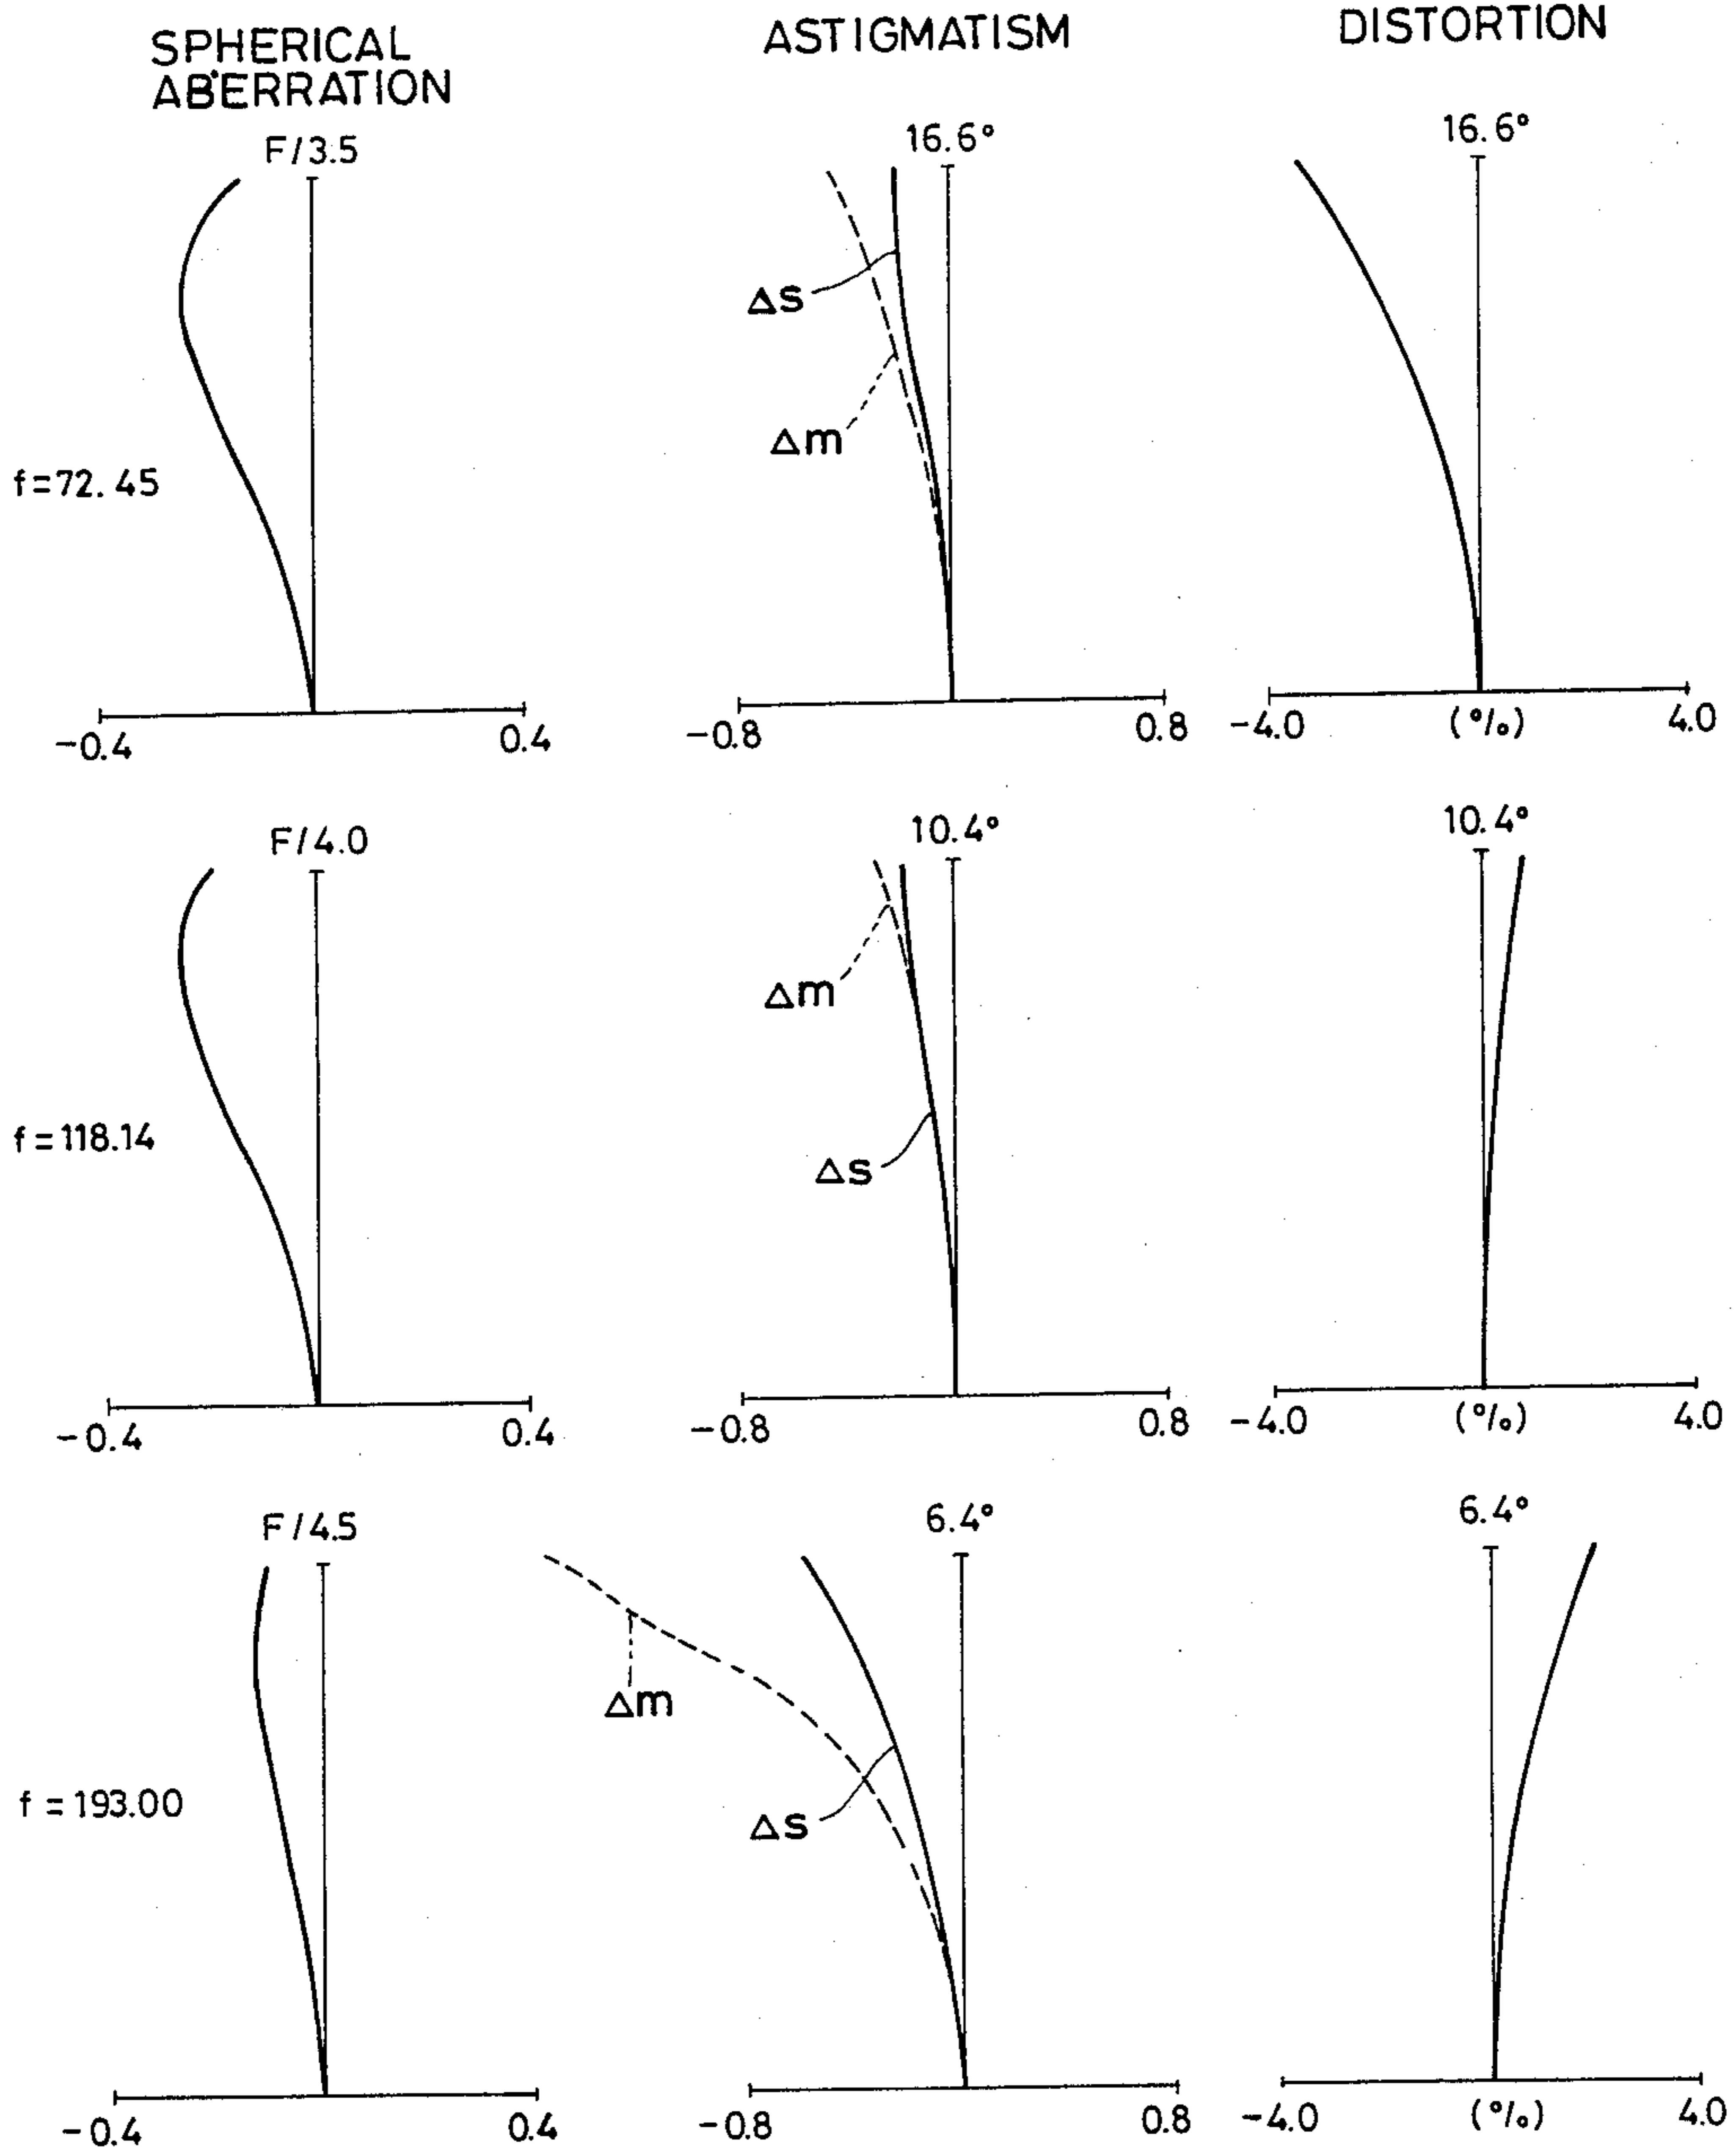 SPHERICAL
ABERRATION
ASTIGMATISM
DISTORTION
F/3.5
16.6°
16.6°
Δs
Δm
f=72.45
-0.4
0.4
-0.8
0.8
-4.0
(%)
4.0
F/4.0
10.4°
10.4°
Δm
f=118.14
Δs
-0.4
0.4
-0.8
0.8
-4.0
(%)
4.0
F/4.5
6.4°
6.4°
Δm
f=193.00
Δs
-0.4
0.4
-0.8
0.8
-4.0
(%)
4.0